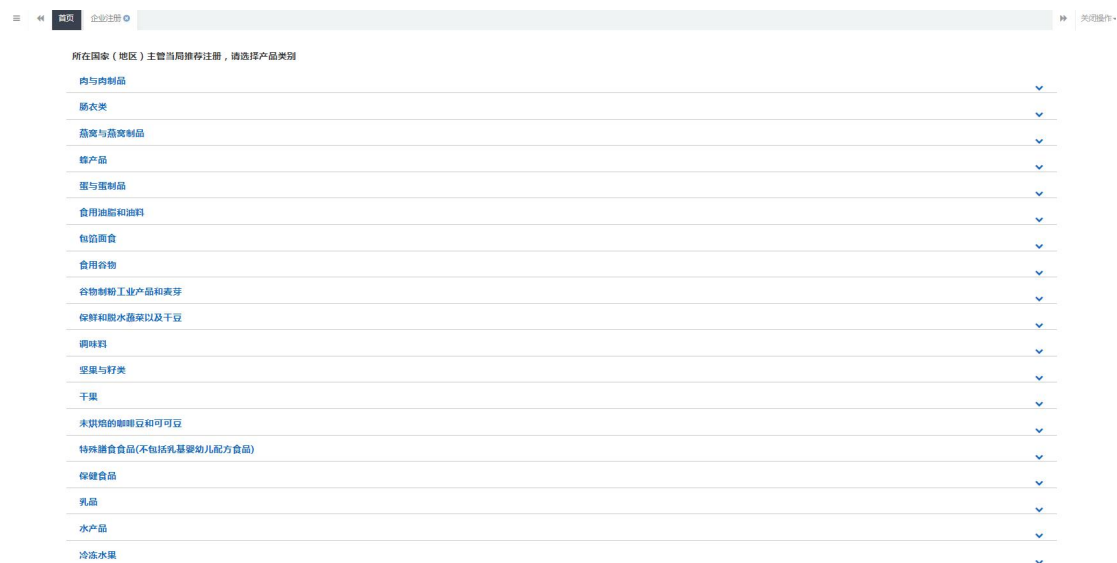 首页 企业注册 关闭操作
所在国家（地区）主管当局推荐注册，请选择产品类别
肉与肉制品
肠衣类
燕窝与燕窝制品
蜂产品
蛋与蛋制品
食用油脂和油料
包馅面食
食用谷物
谷物制粉工业产品和麦芽
保鲜和脱水蔬菜以及干豆
调味料
坚果与籽类
干果
未烘焙的咖啡豆和可可豆
特殊膳食食品(不包括乳基婴幼儿配方食品)
保健食品
乳品
水产品
冷冻水果